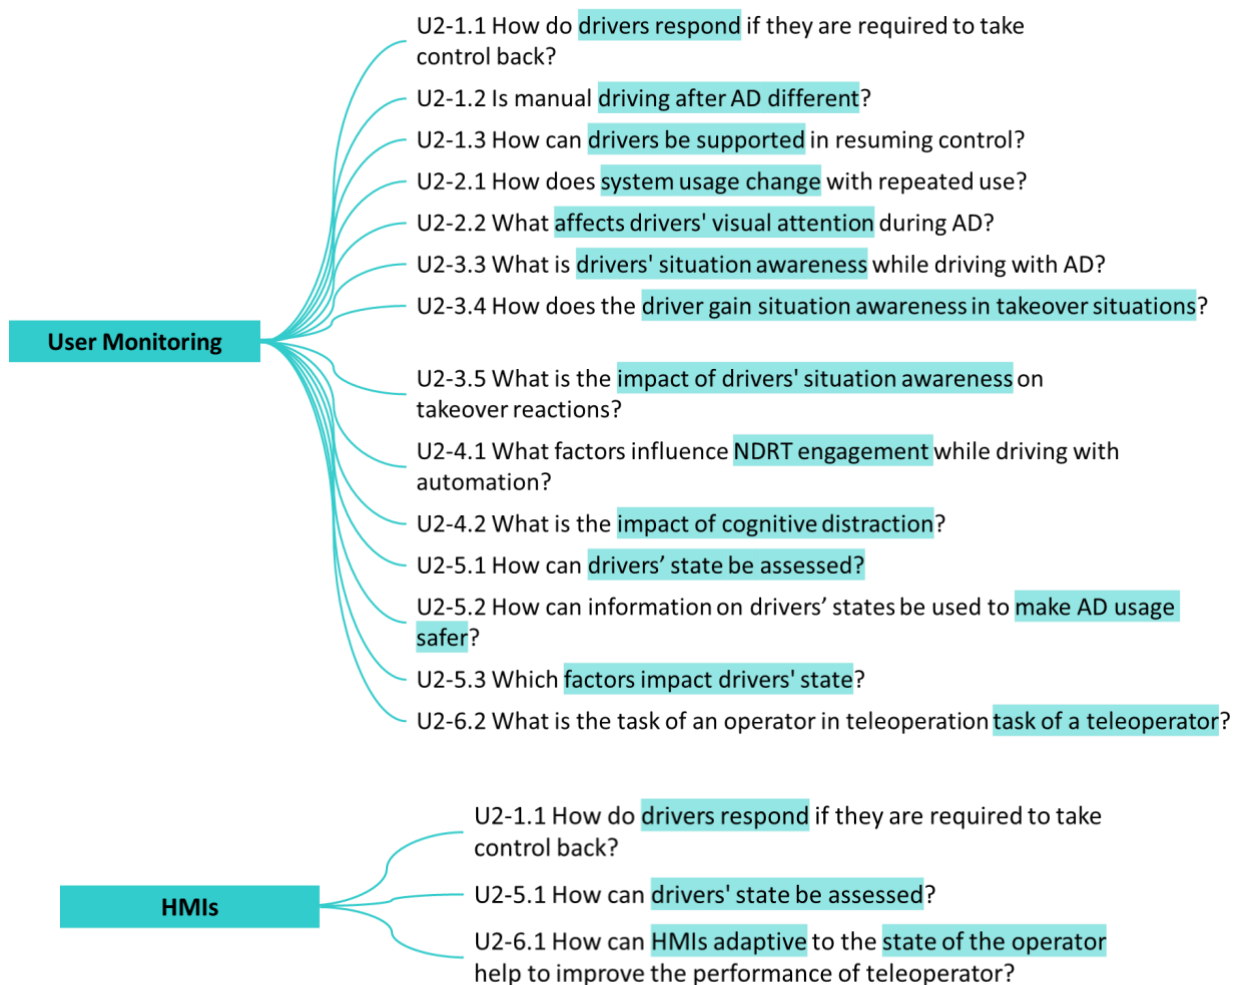 U2-1.1 How do drivers respond if they are required to take
control back?
U2-1.2 Is manual driving after AD different?
U2-1.3 How can drivers be supported in resuming control?
U2-2.1 How does system usage change with repeated use?
U2-2.2 What affects drivers' visual attention during AD?
U2-3.3 What is drivers' situation awareness while driving with AD?
U2-3.4 How does the driver gain situation awareness in takeover situations?
User Monitoring
U2-3.5 What is the impact of drivers' situation awareness on
takeover reactions?
U2-4.1 What factors influence NDRT engagement while driving with
automation?
U2-4.2 What is the impact of cognitive distraction?
U2-5.1 How can drivers’ state be assessed?
U2-5.2 How can information on drivers’ states be used to make AD usage
safer?
U2-5.3 Which factors impact drivers' state?
U2-6.2 What is the task of an operator in teleoperation task of a teleoperator?
U2-1.1 How do drivers respond if they are required to take
control back?
U2-5.1 How can drivers' state be assessed?
HMIs
U2-6.1 How can HMIs adaptive to the state of the operator
help to improve the performance of teleoperator?